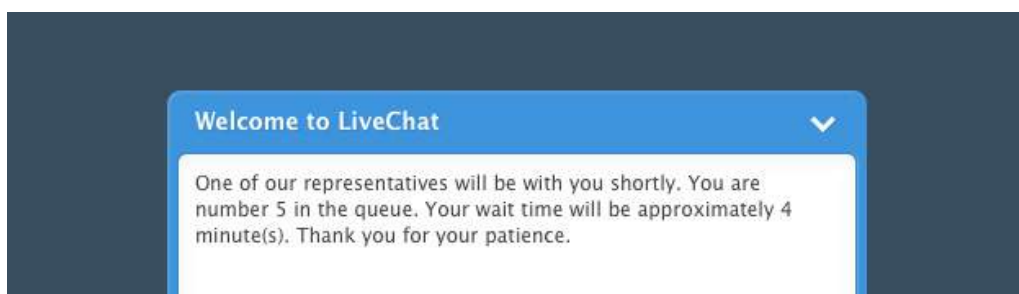 Welcome to LiveChat
One of our representatives will be with you shortly. You are
number 5 in the queue. Your wait time will be approximately 4
minute(s). Thank you for your patience.